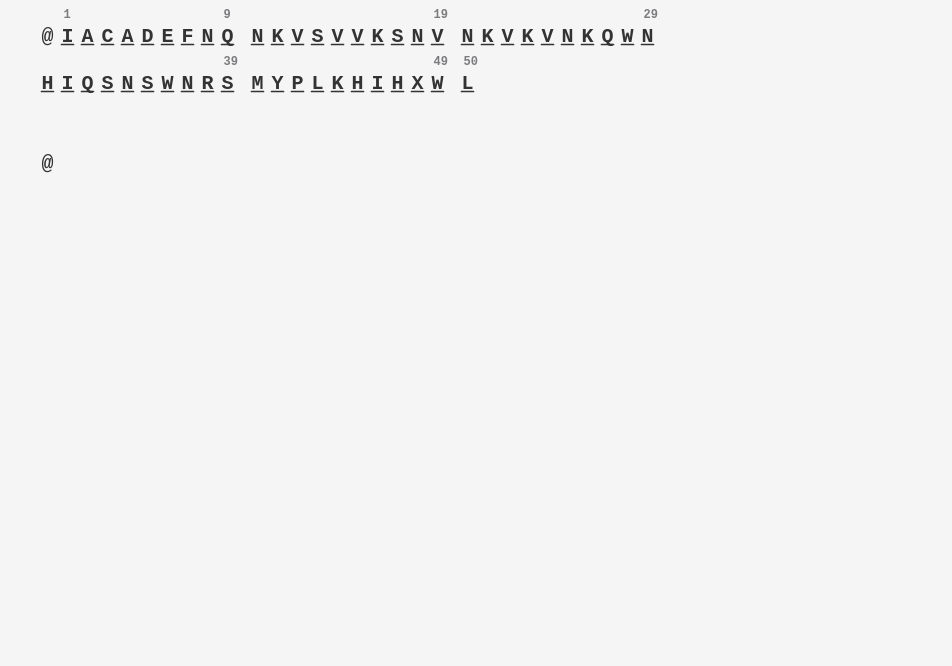 1 9 19 29
@ I A C A D E F N Q N K V S V V K S N V N K V K V N K Q W N
39 49 50
H I Q S N S W N R S M Y P L K H I H X W L
@